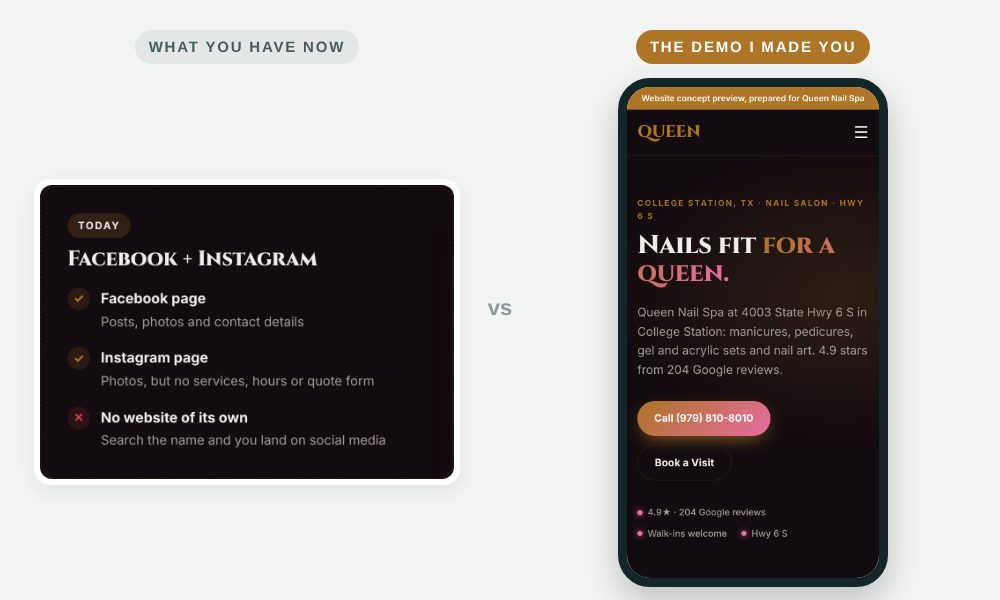 WHAT YOU HAVE NOW
TODAY
Facebook + Instagram
Facebook page
Posts, photos and contact details
Instagram page
Photos, but no services, hours or quote form
No website of its own
Search the name and you land on social media
vs
THE DEMO I MADE YOU
Website concept preview, prepared for Queen Nail Spa
QUEEN
COLLEGE STATION, TX · NAIL SALON · HWY
6 S
Nails fit for a
queen.
Queen Nail Spa at 4003 State Hwy 6 S in
College Station: manicures, pedicures,
gel and acrylic sets and nail art. 4.9 stars
from 204 Google reviews.
Call (979) 810-8010
Book a Visit
4.9★ · 204 Google reviews
Walk-ins welcome
Hwy 6 S